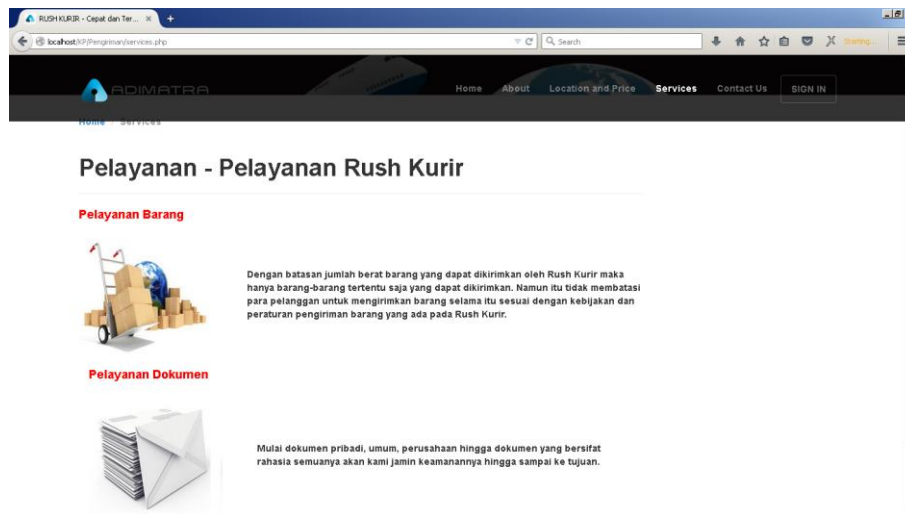 RUSH KURIR - Cepat dan Ter...
localhost/KP/Pengiriman/services.php
Search
Starting...
ADIMATRA
Home About Location and Price Services Contact Us SIGN IN
Home / Services
Pelayanan - Pelayanan Rush Kurir
Pelayanan Barang
Dengan batasan jumlah berat barang yang dapat dikirimkan oleh Rush Kurir maka
hanya barang-barang tertentu saja yang dapat dikirimkan. Namun itu tidak membatasi
para pelanggan untuk mengirimkan barang selama itu sesuai dengan kebijakan dan
peraturan pengiriman barang yang ada pada Rush Kurir.
Pelayanan Dokumen
Mulai dokumen pribadi, umum, perusahaan hingga dokumen yang bersifat
rahasia semuanya akan kami jamin keamanannya hingga sampai ke tujuan.